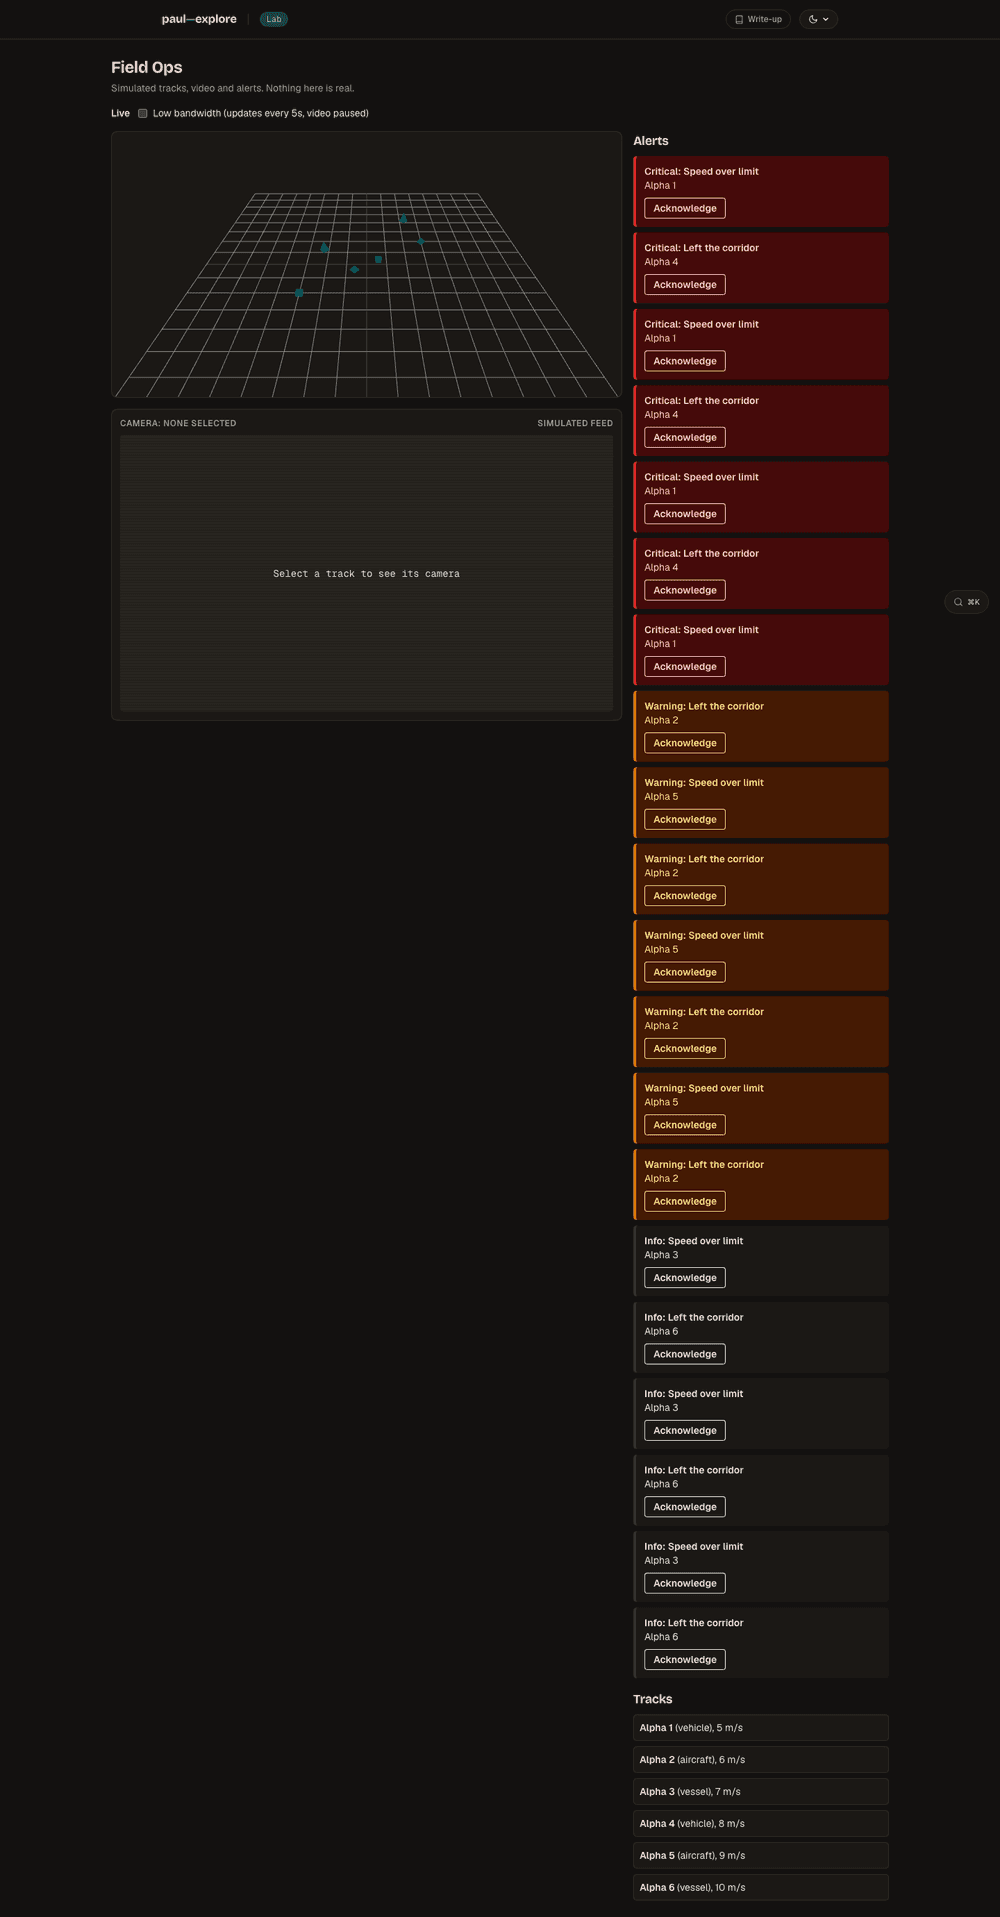 paul—explore
Lab
Write-up
Field Ops
Simulated tracks, video and alerts. Nothing here is real.
Live
Low bandwidth (updates every 5s, video paused)
CAMERA: NONE SELECTED
SIMULATED FEED
Select a track to see its camera
Alerts
Critical: Speed over limit
Alpha 1
Acknowledge
Critical: Left the corridor
Alpha 4
Acknowledge
Critical: Speed over limit
Alpha 1
Acknowledge
Critical: Left the corridor
Alpha 4
Acknowledge
Critical: Speed over limit
Alpha 1
Acknowledge
Critical: Left the corridor
Alpha 4
Acknowledge
Critical: Speed over limit
Alpha 1
Acknowledge
Warning: Left the corridor
Alpha 2
Acknowledge
Warning: Speed over limit
Alpha 5
Acknowledge
Warning: Left the corridor
Alpha 2
Acknowledge
Warning: Speed over limit
Alpha 5
Acknowledge
Warning: Left the corridor
Alpha 2
Acknowledge
Warning: Speed over limit
Alpha 5
Acknowledge
Warning: Left the corridor
Alpha 2
Acknowledge
Info: Speed over limit
Alpha 3
Acknowledge
Info: Left the corridor
Alpha 6
Acknowledge
Info: Speed over limit
Alpha 3
Acknowledge
Info: Left the corridor
Alpha 6
Acknowledge
Info: Speed over limit
Alpha 3
Acknowledge
Info: Left the corridor
Alpha 6
Acknowledge
Tracks
Alpha 1 (vehicle), 5 m/s
Alpha 2 (aircraft), 6 m/s
Alpha 3 (vessel), 7 m/s
Alpha 4 (vehicle), 8 m/s
Alpha 5 (aircraft), 9 m/s
Alpha 6 (vessel), 10 m/s
⌘K